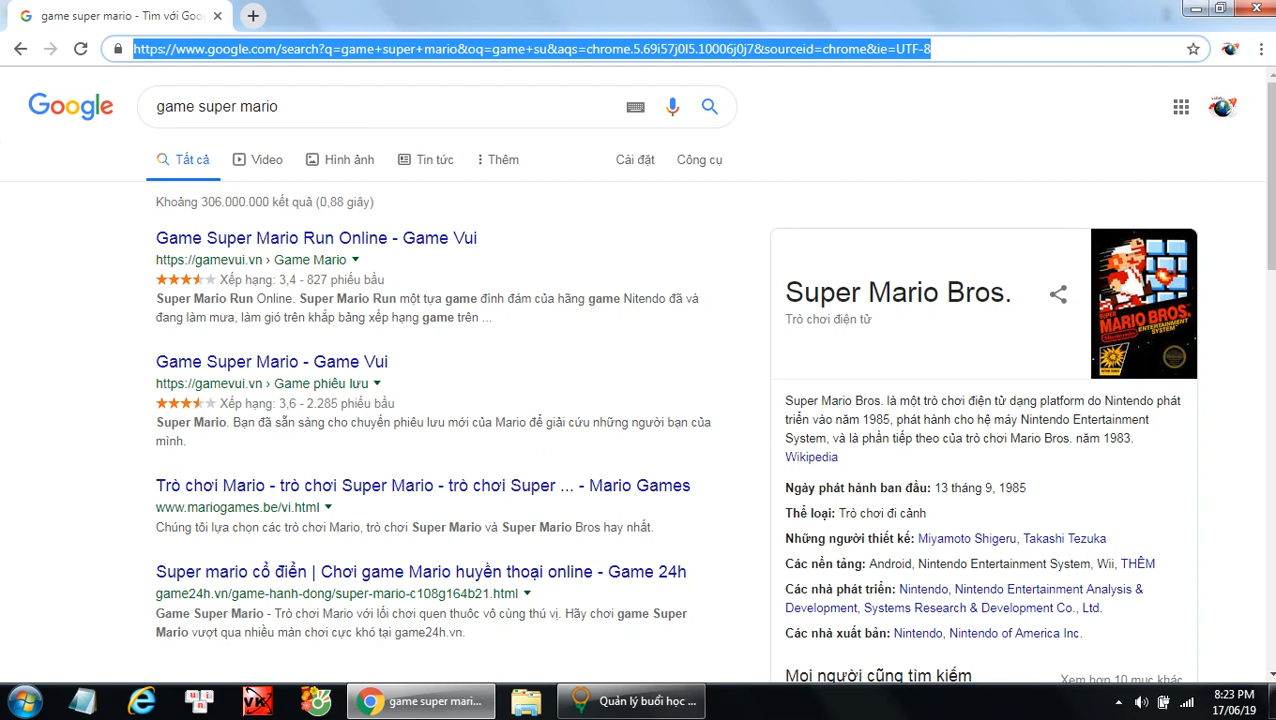 game super mario - Tìm với Goo
https://www.google.com/search?q=game+super+mario&oq=game+su&aqs=chrome.5.69i57j0l5.10006j0j7&sourceid=chrome&ie=UTF-8
Google
game super mario
Tất cả Video Hình ảnh Tin tức Thêm Cài đặt Công cụ
Khoảng 306.000.000 kết quả (0,88 giây)
Game Super Mario Run Online - Game Vui
https://gamevui.vn › Game Mario
Xếp hạng: 3,4 - 827 phiếu bầu
Super Mario Run Online. Super Mario Run một tựa game đình đám của hãng game Nitendo đã và
đang làm mưa, làm gió trên khắp bảng xếp hạng game trên ...
Game Super Mario - Game Vui
https://gamevui.vn › Game phiêu lưu
Xếp hạng: 3,6 - 2.285 phiếu bầu
Super Mario. Bạn đã sẵn sàng cho chuyến phiêu lưu mới của Mario để giải cứu những người bạn của
mình.
Trò chơi Mario - trò chơi Super Mario - trò chơi Super ... - Mario Games
www.mariogames.be/vi.html
Chúng tôi lựa chọn các trò chơi Mario, trò chơi Super Mario và Super Mario Bros hay nhất.
Super mario cổ điển | Chơi game Mario huyền thoại online - Game 24h
game24h.vn/game-hanh-dong/super-mario-c108g164b21.html
Game Super Mario - Trò chơi Mario với lối chơi quen thuôc vô cùng thú vị. Hãy chơi game Super
Mario vượt qua nhiều màn chơi cực khó tại game24h.vn.
Super Mario Bros.
Trò chơi điện tử
SUPER
MARIO BROS.
ENTERTAINMENT
SYSTEM
Super Mario Bros. là một trò chơi điện tử dạng platform do Nintendo phát
triển vào năm 1985, phát hành cho hệ máy Nintendo Entertainment
System, và là phần tiếp theo của trò chơi Mario Bros. năm 1983.
Wikipedia
Ngày phát hành ban đầu: 13 tháng 9, 1985
Thể loại: Trò chơi đi cảnh
Những người thiết kế: Miyamoto Shigeru, Takashi Tezuka
Các nền tảng: Android, Nintendo Entertainment System, Wii, THÊM
Các nhà phát triển: Nintendo, Nintendo Entertainment Analysis &
Development, Systems Research & Development Co., Ltd.
Các nhà xuất bản: Nintendo, Nintendo of America Inc.
Mọi người cũng tìm kiếm Xem hơn 10 mục khác
game super mari... Quản lý buổi học ...
8:23 PM
17/06/19